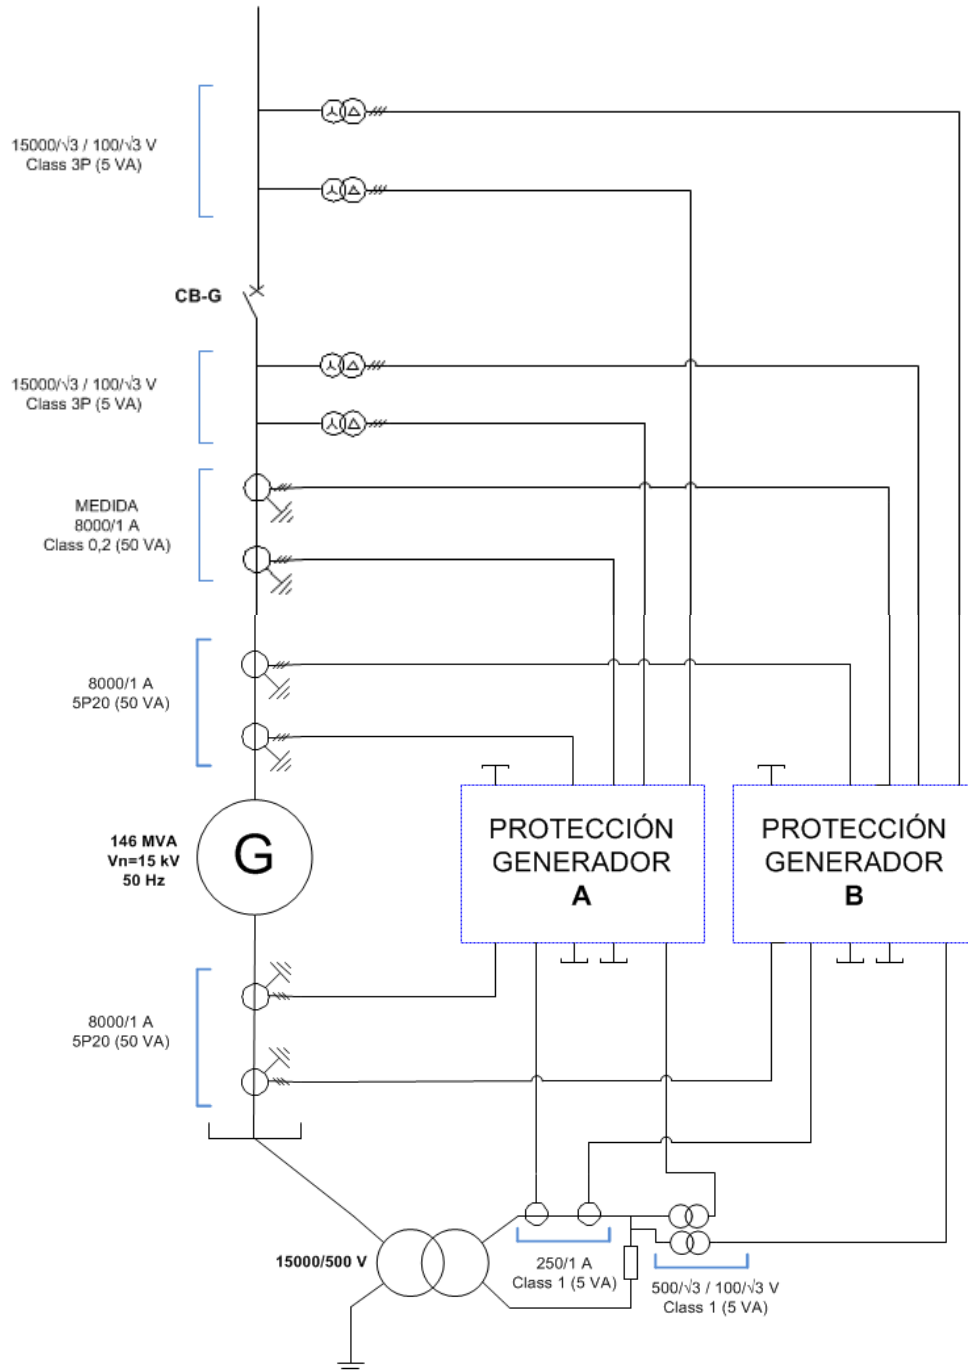 15000/√3 / 100/√3 V
Class 3P (5 VA)
CB-G
15000/√3 / 100/√3 V
Class 3P (5 VA)
MEDIDA
8000/1 A
Class 0,2 (50 VA)
8000/1 A
5P20 (50 VA)
146 MVA
Vn=15 kV
50 Hz
G
PROTECCIÓN
GENERADOR
A
PROTECCIÓN
GENERADOR
B
8000/1 A
5P20 (50 VA)
15000/500 V
250/1 A
Class 1 (5 VA)
500/√3 / 100/√3 V
Class 1 (5 VA)